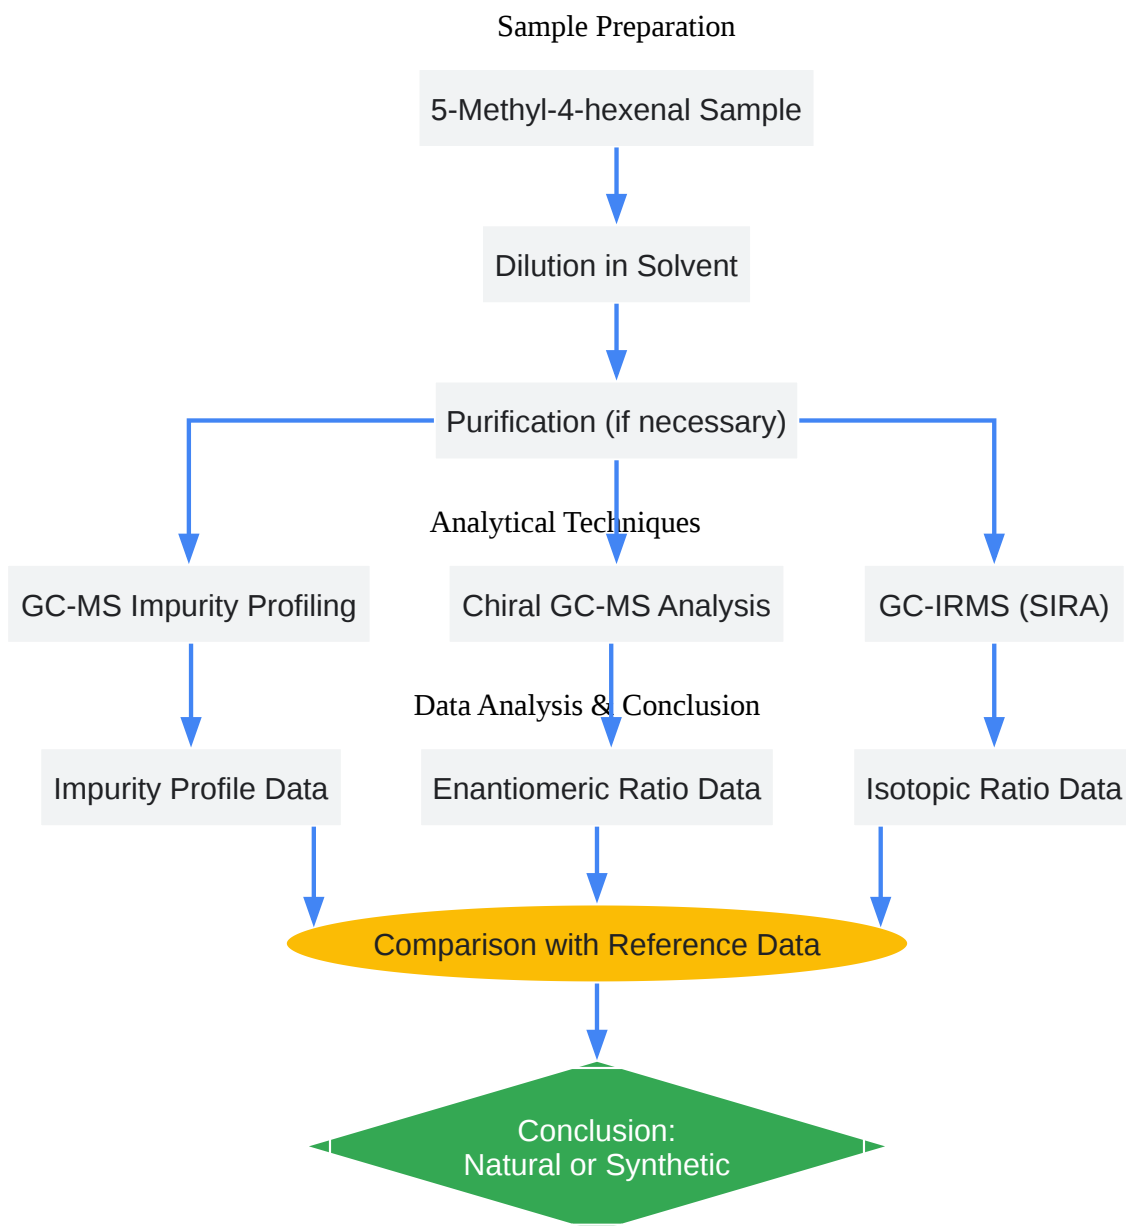 Sample Preparation
5-Methyl-4-hexenal Sample
Dilution in Solvent
Purification (if necessary)
Analytical Techniques
GC-MS Impurity Profiling
Chiral GC-MS Analysis
GC-IRMS (SIRA)
Data Analysis & Conclusion
Impurity Profile Data
Enantiomeric Ratio Data
Isotopic Ratio Data
Comparison with Reference Data
Conclusion:
Natural or Synthetic